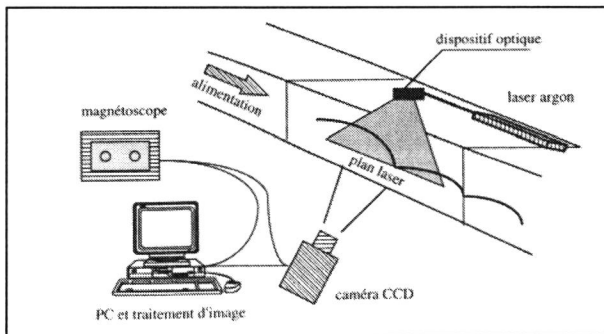 dispositif optique
alimentation
laser argon
magnétoscope
plan laser
caméra CCD
PC et traitement d'image